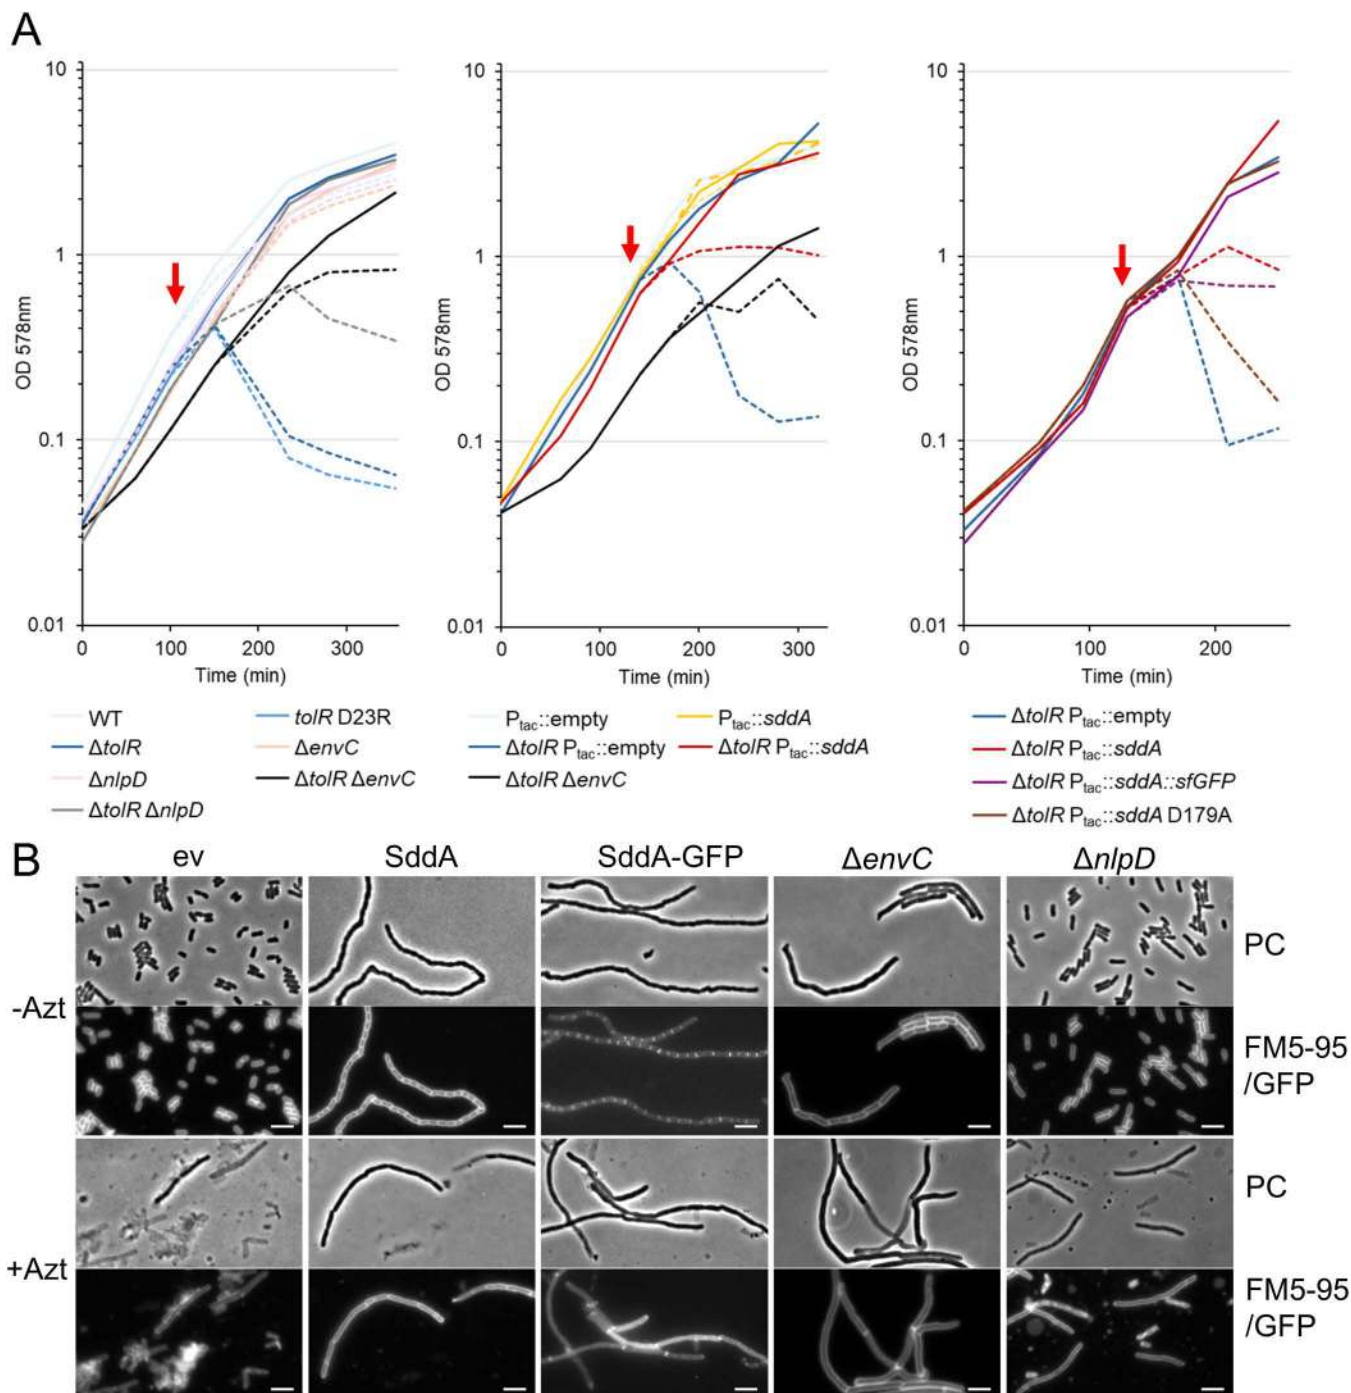 A
10
1
0.1
0.01
OD 578nm
0
100
200
300
Time (min)
10
1
0.1
0.01
OD 578nm
0
100
200
300
Time (min)
10
1
0.1
0.01
OD 578nm
0
100
200
Time (min)
WT
ΔtolR
ΔnlpD
ΔtolR ΔnlpD
tolR D23R
ΔenvC
ΔtolR ΔenvC
Ptac::empty
ΔtolR Ptac::empty
ΔtolR ΔenvC
Ptac::sddA
ΔtolR Ptac::sddA
ΔtolR Ptac::empty
ΔtolR Ptac::sddA
ΔtolR Ptac::sddA::sfGFP
ΔtolR Ptac::sddA D179A
B
ev
SddA
SddA-GFP
ΔenvC
ΔnlpD
-Azt
PC
FM5-95
/GFP
+Azt
PC
FM5-95
/GFP